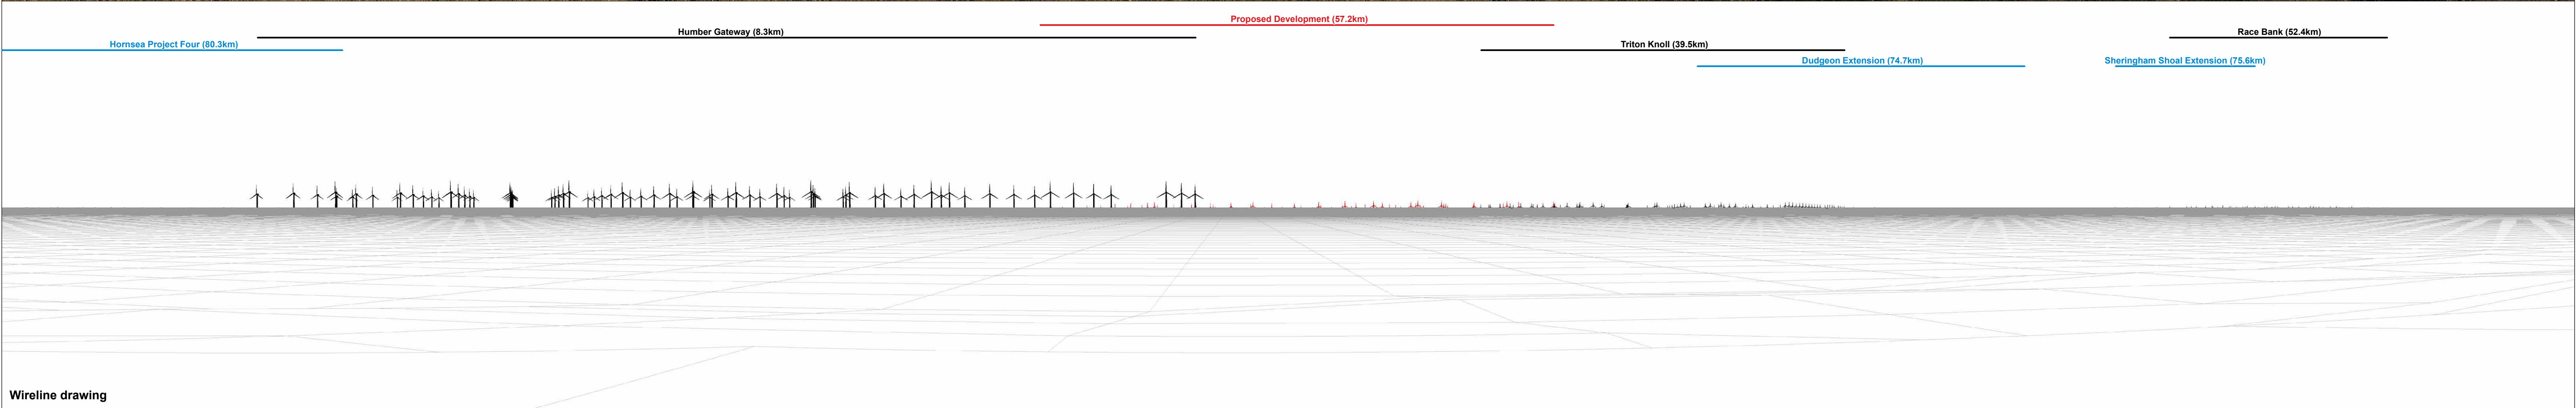 Proposed Development (57.2km)
Humber Gateway (8.3km)
Race Bank (52.4km)
Hornsea Project Four (80.3km)
Triton Knoll (39.5km)
Dudgeon Extension (74.7km)
Sheringham Shoal Extension (75.6km)
Wireline drawing